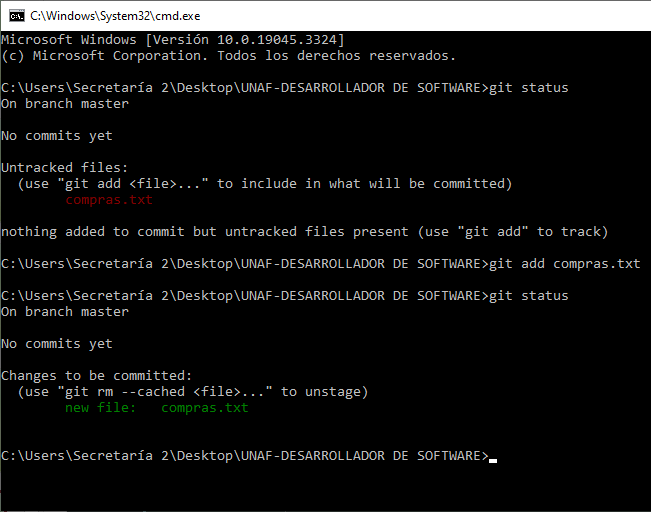 C:\Windows\System32\cmd.exe
Microsoft Windows [Versión 10.0.19045.3324]
(c) Microsoft Corporation. Todos los derechos reservados.
C:\Users\Secretaría 2\Desktop\UNAF-DESARROLLADOR DE SOFTWARE>git status
On branch master
No commits yet
Untracked files:
  (use "git add <file>..." to include in what will be committed)
        compras.txt
nothing added to commit but untracked files present (use "git add" to track)
C:\Users\Secretaría 2\Desktop\UNAF-DESARROLLADOR DE SOFTWARE>git add compras.txt
C:\Users\Secretaría 2\Desktop\UNAF-DESARROLLADOR DE SOFTWARE>git status
On branch master
No commits yet
Changes to be committed:
  (use "git rm --cached <file>..." to unstage)
        new file:   compras.txt
C:\Users\Secretaría 2\Desktop\UNAF-DESARROLLADOR DE SOFTWARE>